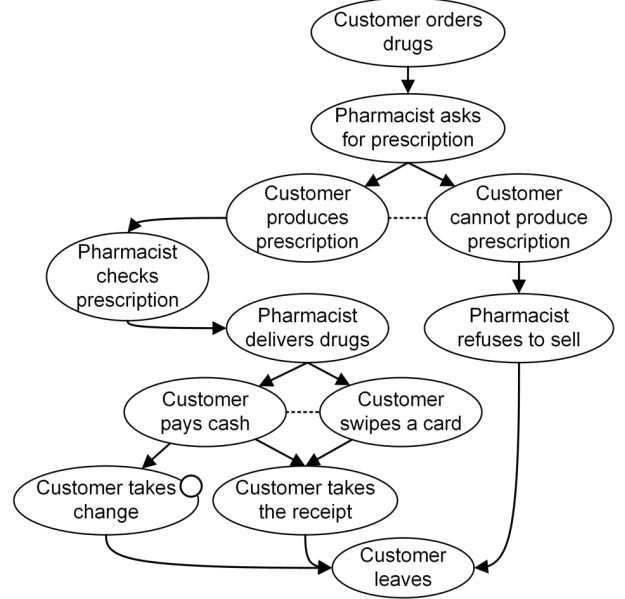 Customer orders
drugs
Pharmacist asks
for prescription
Customer
produces
prescription
Customer
cannot produce
prescription
Pharmacist
checks
prescription
Pharmacist
delivers drugs
Pharmacist
refuses to sell
Customer
pays cash
Customer
swipes a card
Customer takes
change
Customer takes
the receipt
Customer
leaves